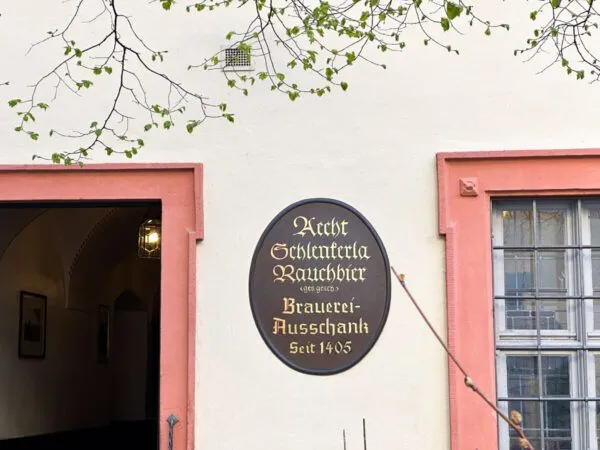 Aecht
Schlenkerla
Rauchbier
(ges. gesch)
Brauerei-
Ausschank
Seit 1405